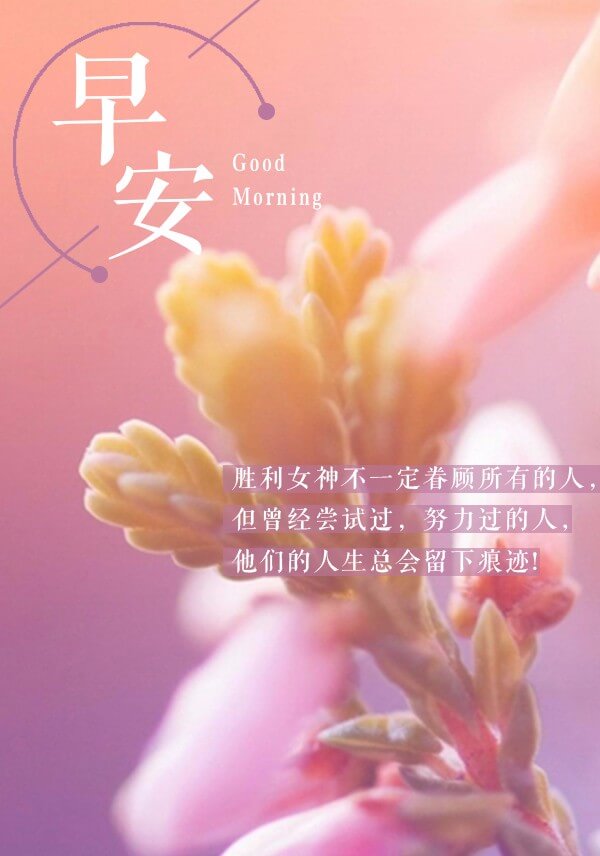 早安
Good
Morning
胜利女神不一定眷顾所有的人，
但曾经尝试过，努力过的人，
他们的人生总会留下痕迹！